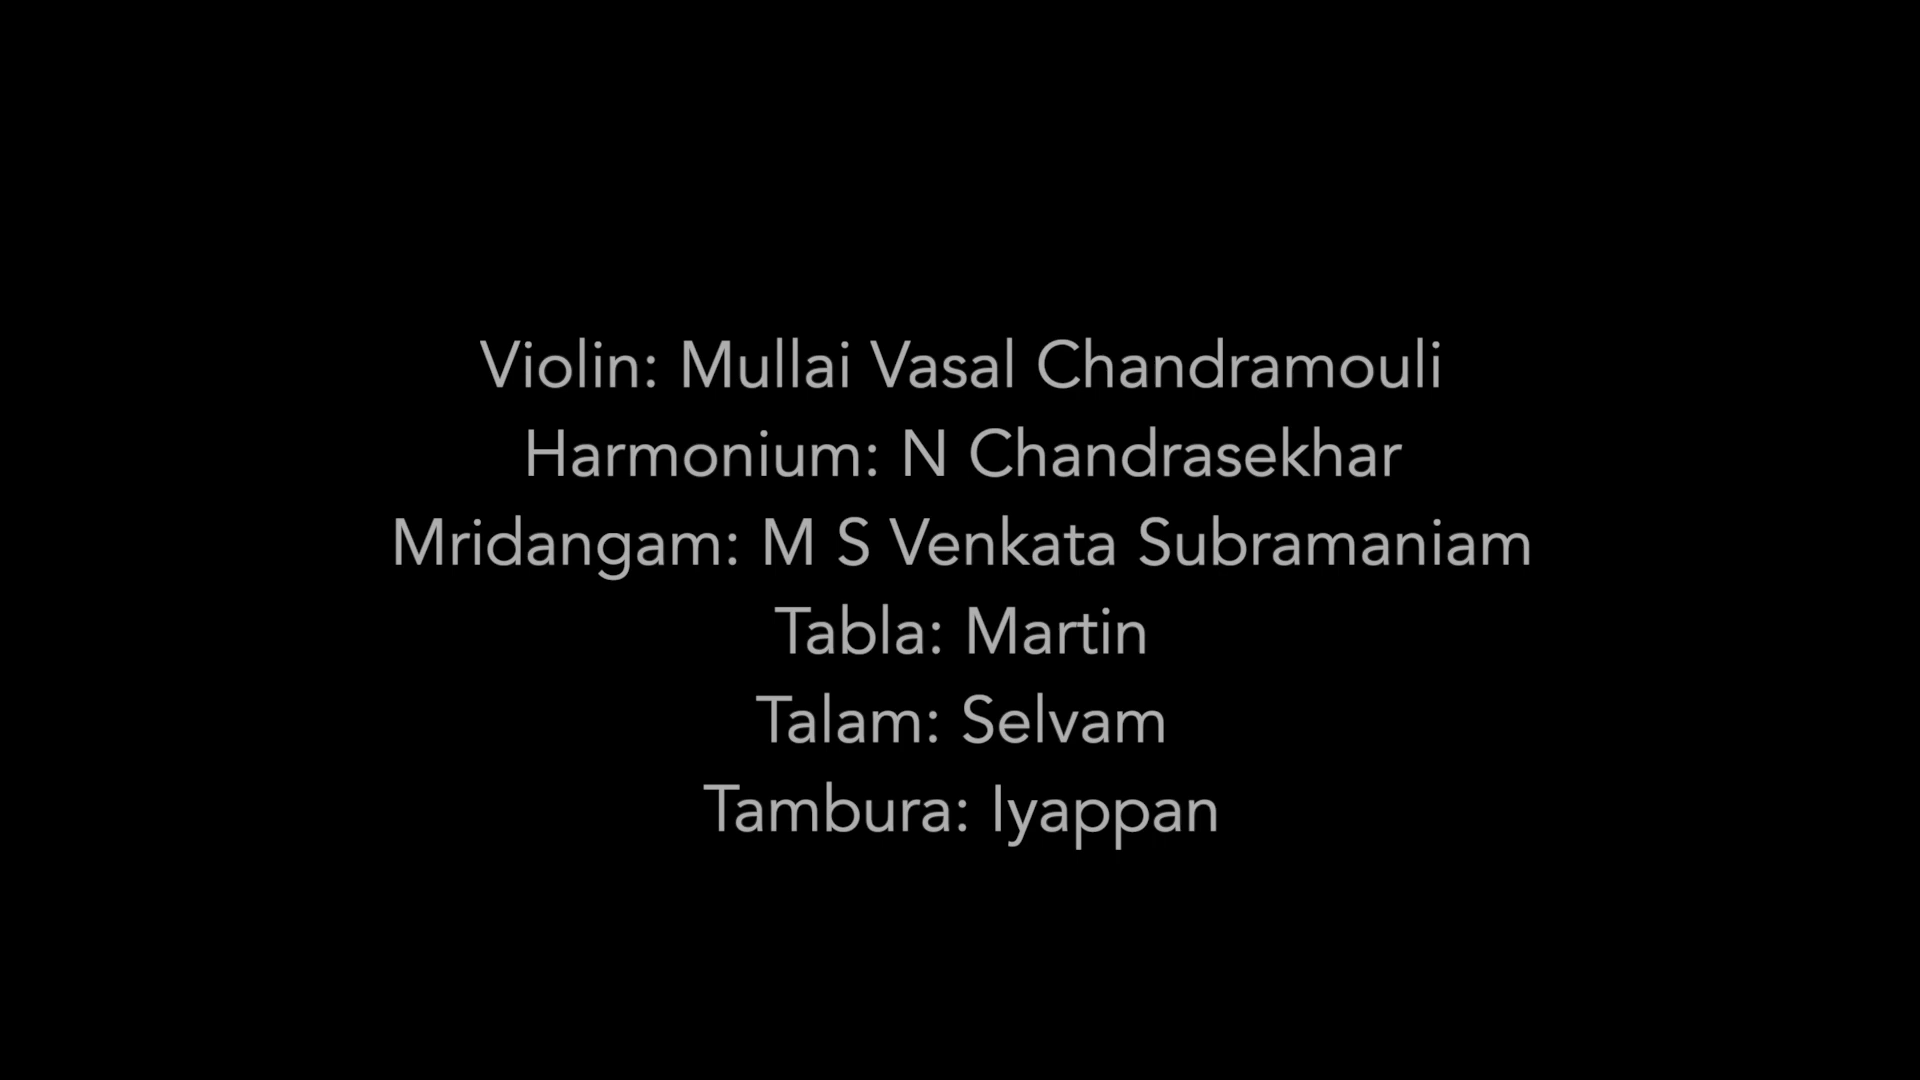 Violin: Mullai Vasal Chandramouli
Harmonium: N Chandrasekhar
Mridangam: M S Venkata Subramaniam
Tabla: Martin
Talam: Selvam
Tambura: Iyappan